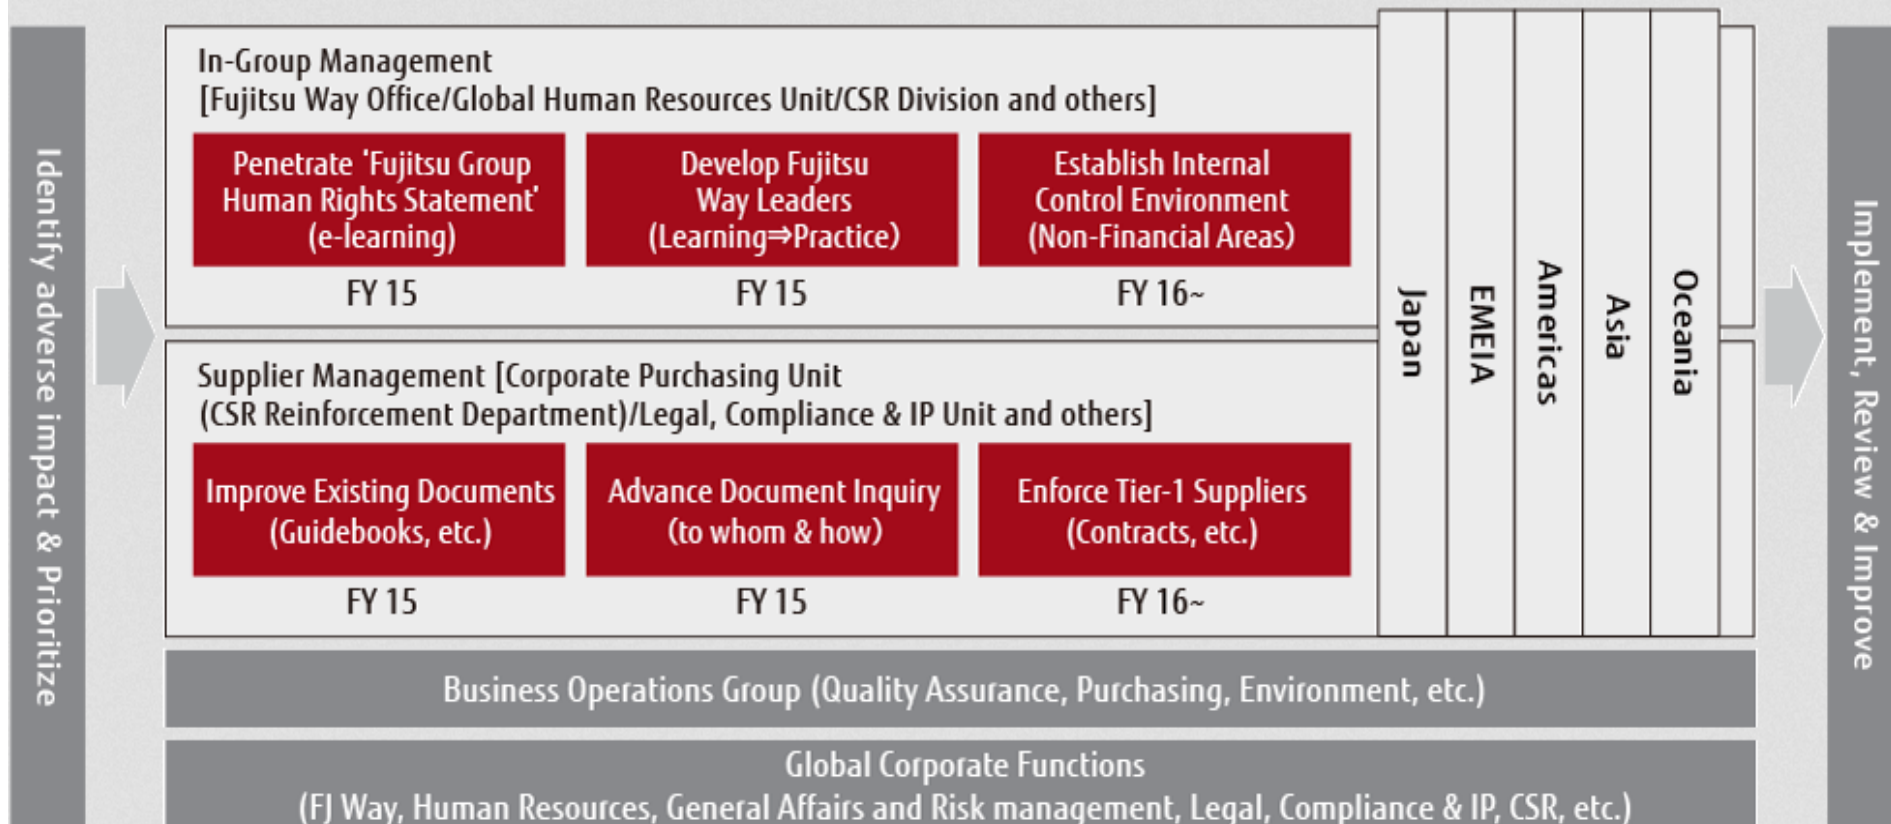 Identify adverse impact & Prioritize
In-Group Management
[Fujitsu Way Office/Global Human Resources Unit/CSR Division and others]
Penetrate ‘Fujitsu Group
Human Rights Statement’
(e-learning)
FY 15
Develop Fujitsu
Way Leaders
(Learning⇒Practice)
FY 15
Establish Internal
Control Environment
(Non-Financial Areas)
FY 16~
Supplier Management [Corporate Purchasing Unit
(CSR Reinforcement Department)/Legal, Compliance & IP Unit and others]
Improve Existing Documents
(Guidebooks, etc.)
FY 15
Advance Document Inquiry
(to whom & how)
FY 15
Enforce Tier-1 Suppliers
(Contracts, etc.)
FY 16~
Japan
EMEIA
Americas
Asia
Oceania
Business Operations Group (Quality Assurance, Purchasing, Environment, etc.)
Global Corporate Functions
(FJ Way, Human Resources, General Affairs and Risk management, Legal, Compliance & IP, CSR, etc.)
Implement, Review & Improve